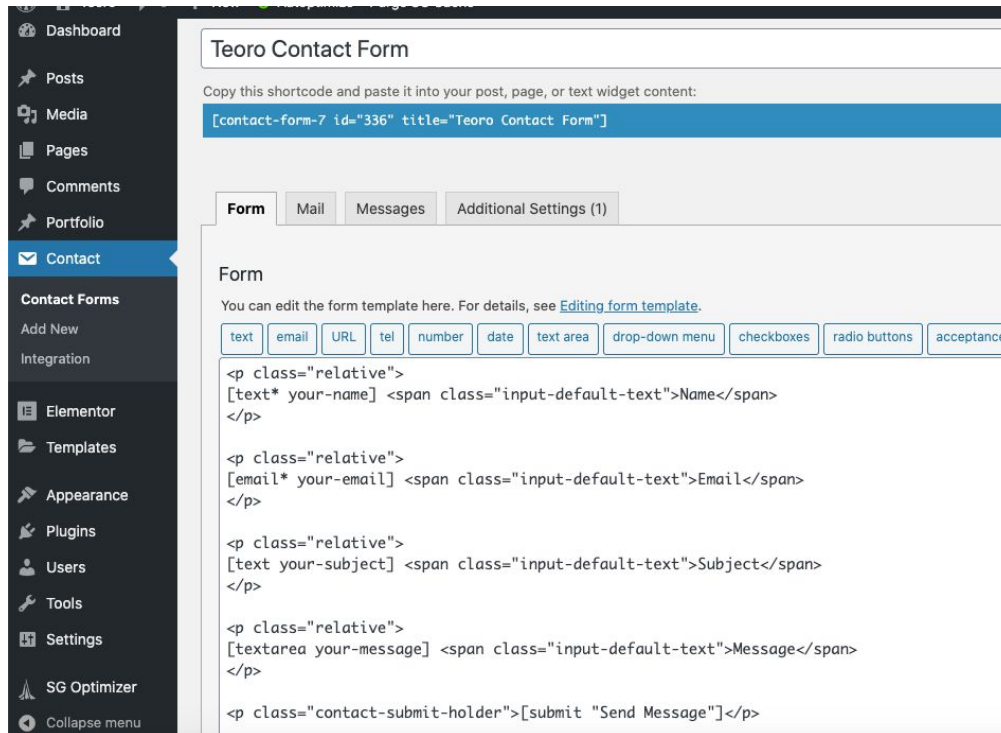 Dashboard
Posts
Media
Pages
Comments
Portfolio
Contact
Contact Forms
Add New
Integration
Elementor
Templates
Appearance
Plugins
Users
Tools
Settings
SG Optimizer
Collapse menu
Teoro Contact Form
Copy this shortcode and paste it into your post, page, or text widget content:
[contact-form-7 id="336" title="Teoro Contact Form"]
Form Mail Messages Additional Settings (1)
Form
You can edit the form template here. For details, see Editing form template.
text email URL tel number date text area drop-down menu checkboxes radio buttons acceptance
<p class="relative">
[text* your-name] <span class="input-default-text">Name</span>
</p>
<p class="relative">
[email* your-email] <span class="input-default-text">Email</span>
</p>
<p class="relative">
[text your-subject] <span class="input-default-text">Subject</span>
</p>
<p class="relative">
[textarea your-message] <span class="input-default-text">Message</span>
</p>
<p class="contact-submit-holder">[submit "Send Message"]</p>